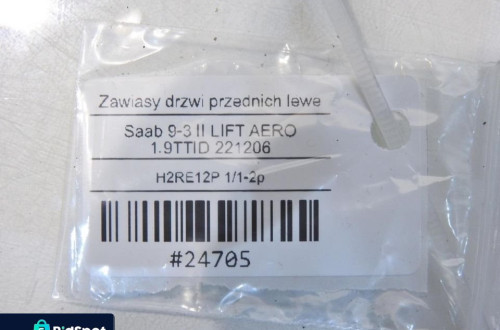 Zawiasy drzwi przednich lewe
Saab 9-3 II LIFT AERO
1.9TTID 221206
H2RE12P 1/1-2p
#24705